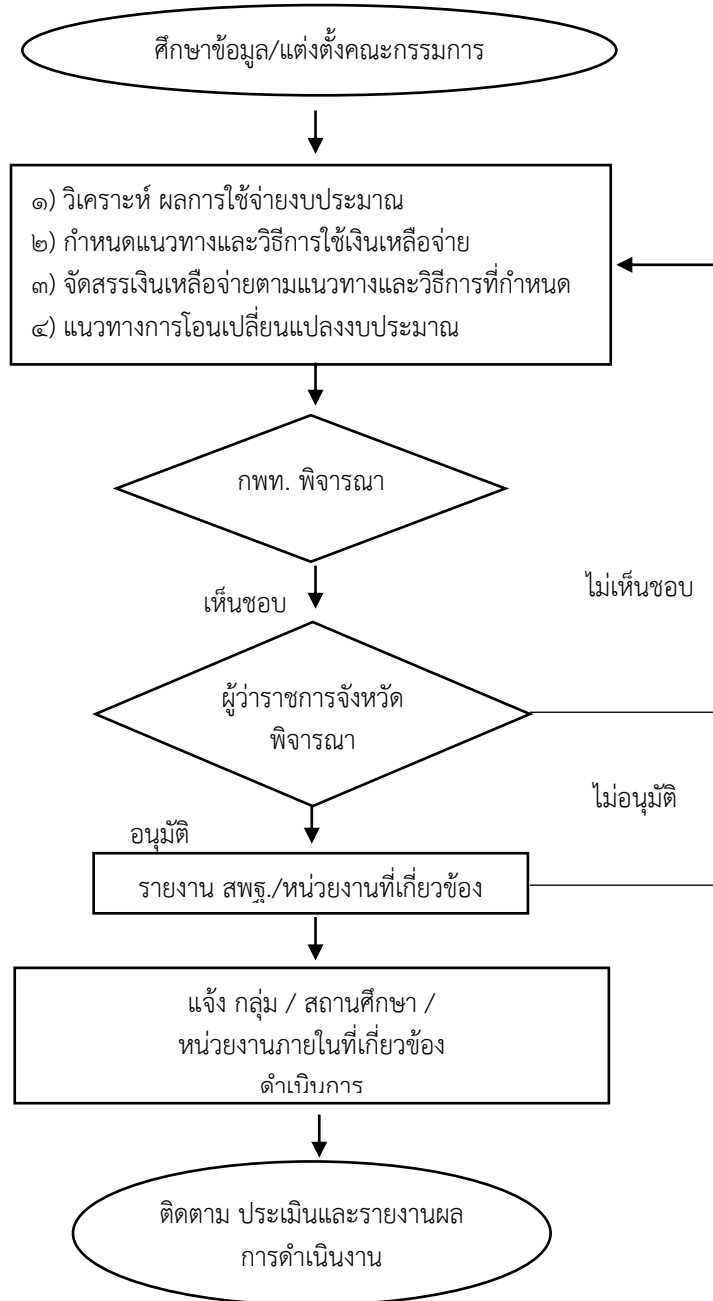 ศึกษาข้อมูล/แต่งตั้งคณะกรรมการ
๑) วิเคราะห์ ผลการใช้จ่ายงบประมาณ
๒) กำหนดแนวทางและวิธีการใช้เงินเหลือจ่าย
๓) จัดสรรเงินเหลือจ่ายตามแนวทางและวิธีการที่กำหนด
๔) แนวทางการโอนเปลี่ยนแปลงงบประมาณ
กพท. พิจารณา
เห็นชอบ
ไม่เห็นชอบ
ผู้ว่าราชการจังหวัด
พิจารณา
ไม่อนุมัติ
อนุมัติ
รายงาน สพฐ./หน่วยงานที่เกี่ยวข้อง
แจ้ง กลุ่ม / สถานศึกษา /
หน่วยงานภายในที่เกี่ยวข้อง
ดำเนินการ
ติดตาม ประเมินและรายงานผล
การดำเนินงาน